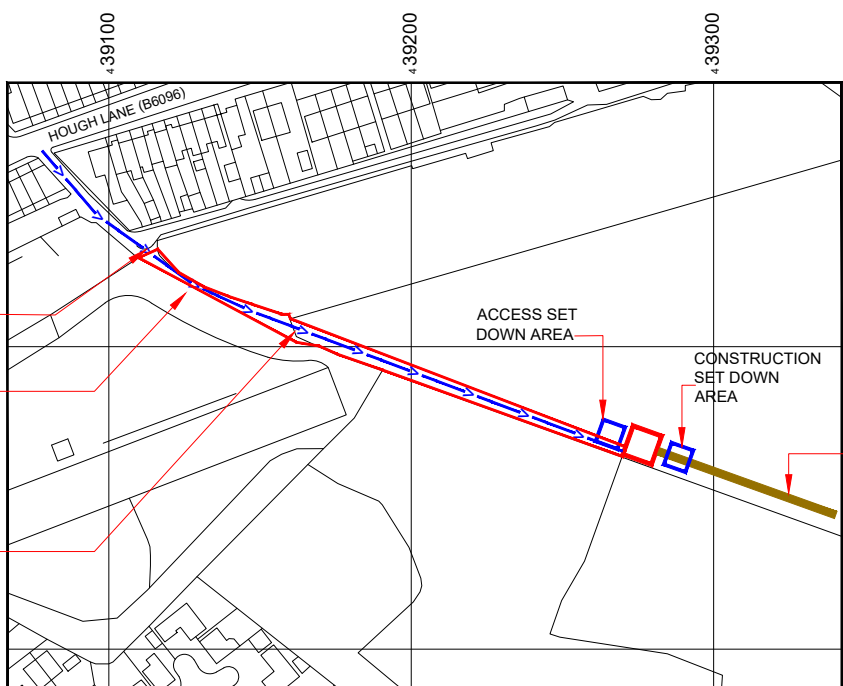 439100
439200
439300
HOUGH LANE (B6096)
ACCESS SET
DOWN AREA
CONSTRUCTION
SET DOWN
AREA